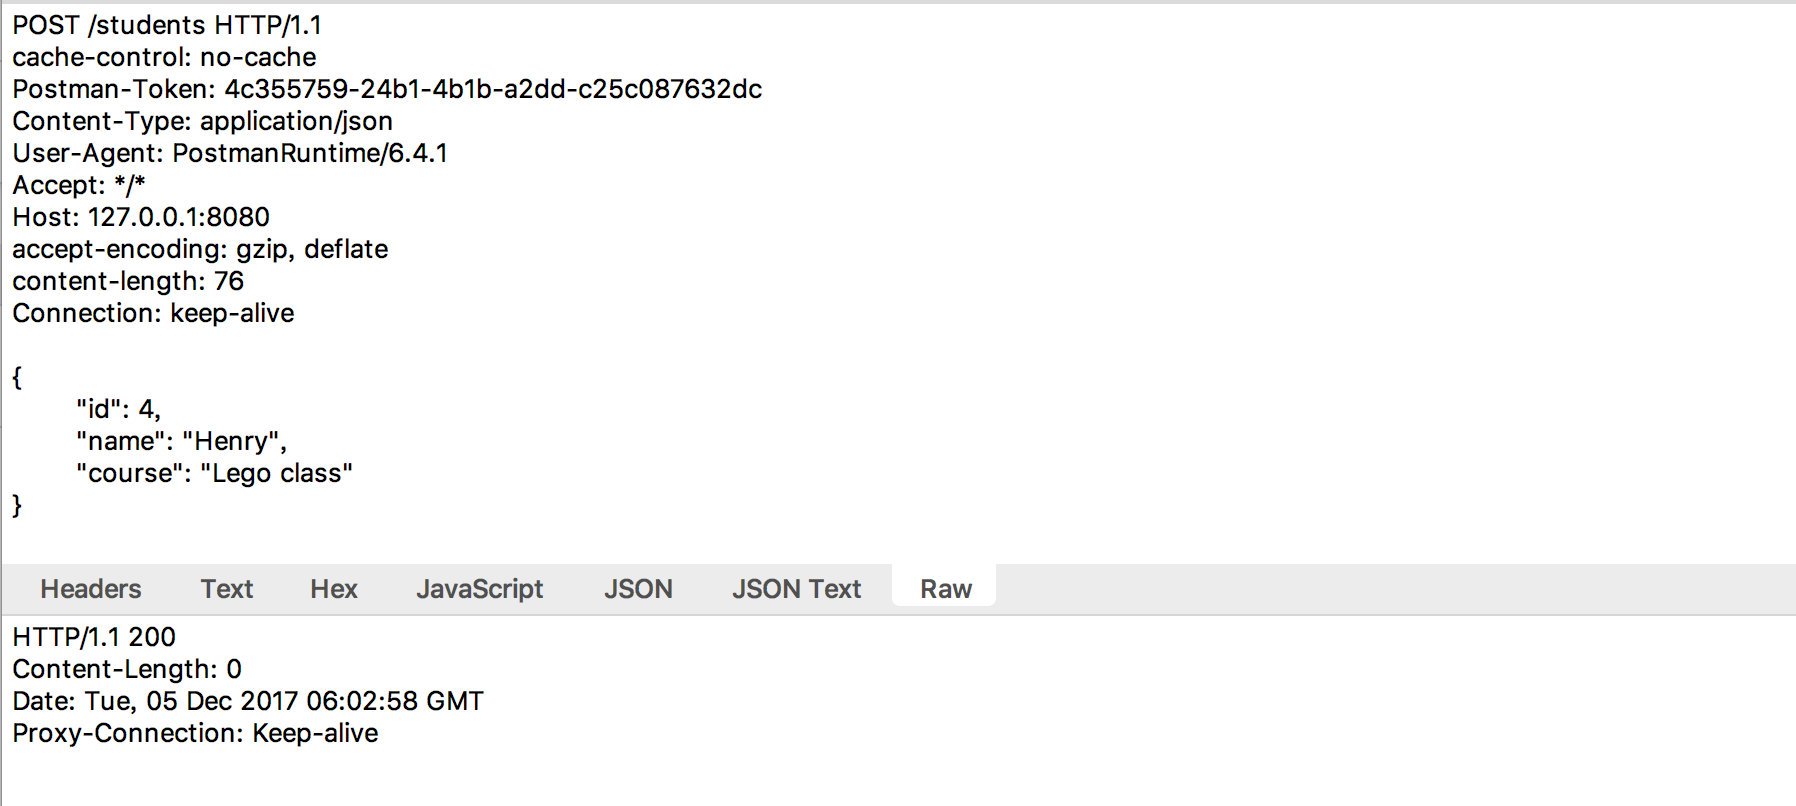 POST /students HTTP/1.1
cache-control: no-cache
Postman-Token: 4c355759-24b1-4b1b-a2dd-c25c087632dc
Content-Type: application/json
User-Agent: PostmanRuntime/6.4.1
Accept: */*
Host: 127.0.0.1:8080
accept-encoding: gzip, deflate
content-length: 76
Connection: keep-alive
{
"id": 4,
"name": "Henry",
"course": "Lego class"
}
Headers Text Hex JavaScript JSON JSON Text Raw
HTTP/1.1 200
Content-Length: 0
Date: Tue, 05 Dec 2017 06:02:58 GMT
Proxy-Connection: Keep-alive